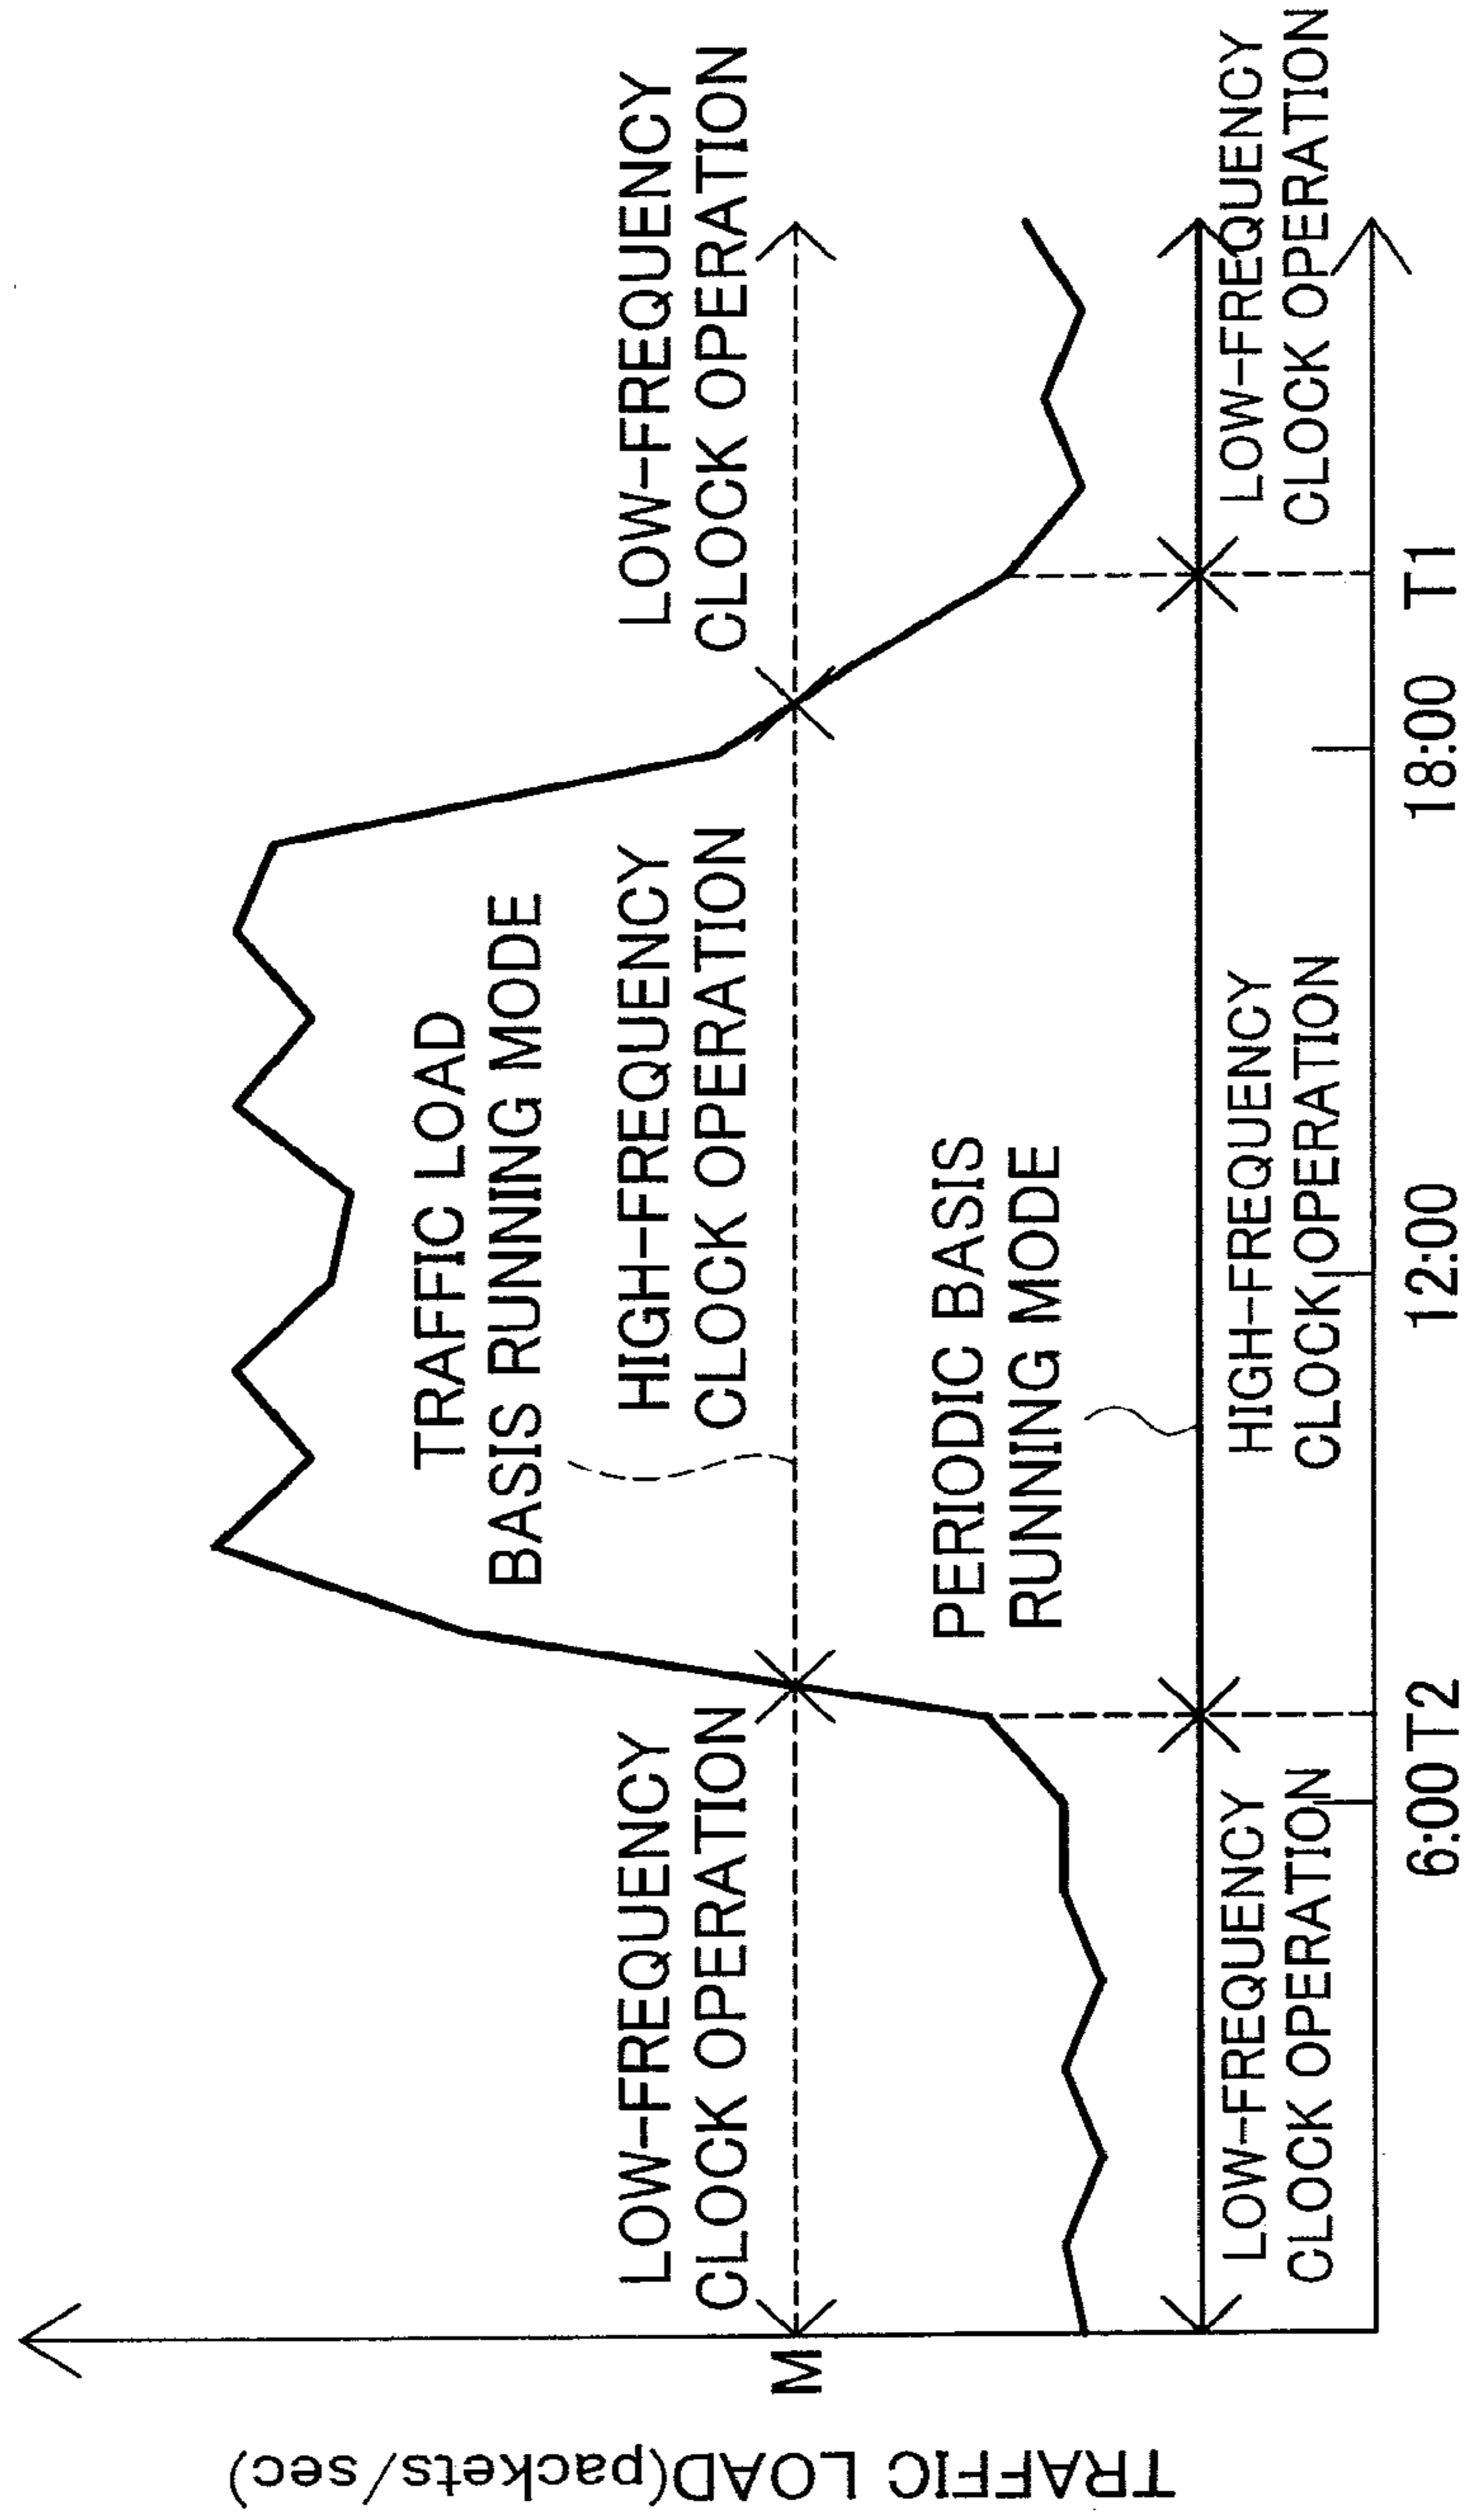 TRAFFIC LOAD(packets/sec)
M
TRAFFIC LOAD
BASIS RUNNING MODE
LOW-FREQUENCY
CLOCK OPERATION
HIGH-FREQUENCY
CLOCK OPERATION
LOW-FREQUENCY
CLOCK OPERATION
PERIODIC BASIS
RUNNING MODE
LOW-FREQUENCY
CLOCK OPERATION
HIGH-FREQUENCY
CLOCK OPERATION
LOW-FREQUENCY
CLOCK OPERATION
6:00 T2 12:00 18:00 T1